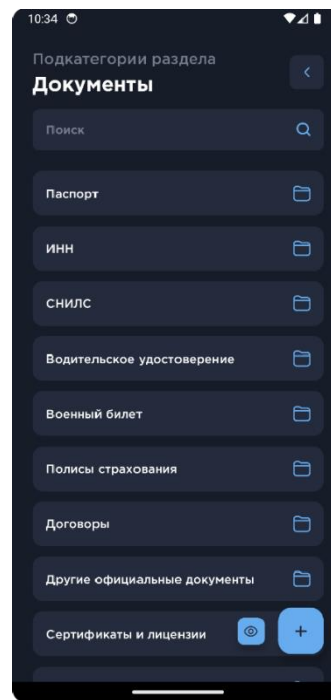 10:34
Подкатегории раздела
Документы
Поиск
Паспорт
ИНН
СНИЛС
Водительское удостоверение
Военный билет
Полисы страхования
Договоры
Другие официальные документы
Сертификаты и лицензии